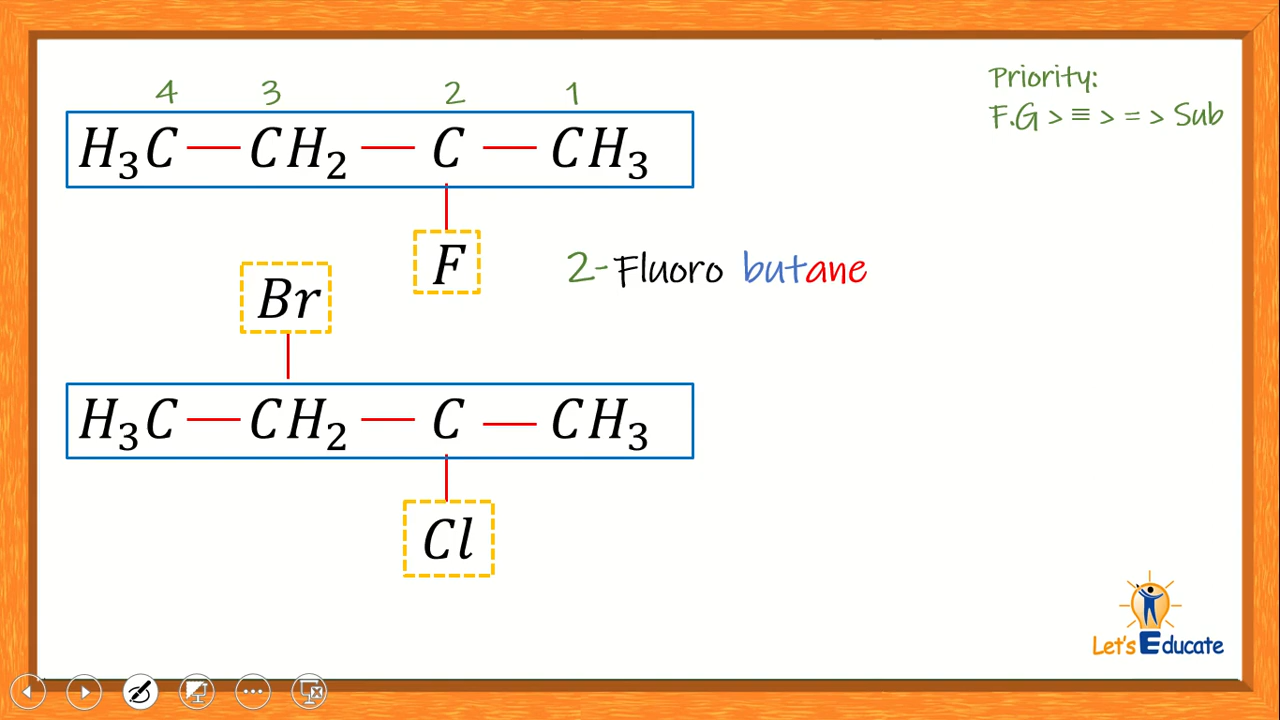 4 3 2 1
Priority:
F.G > ≡ > = > Sub
H₃C — CH₂ — C — CH₃
F
2-Fluoro butane
Br
H₃C — CH₂ — C — CH₃
Cl
Let's Educate